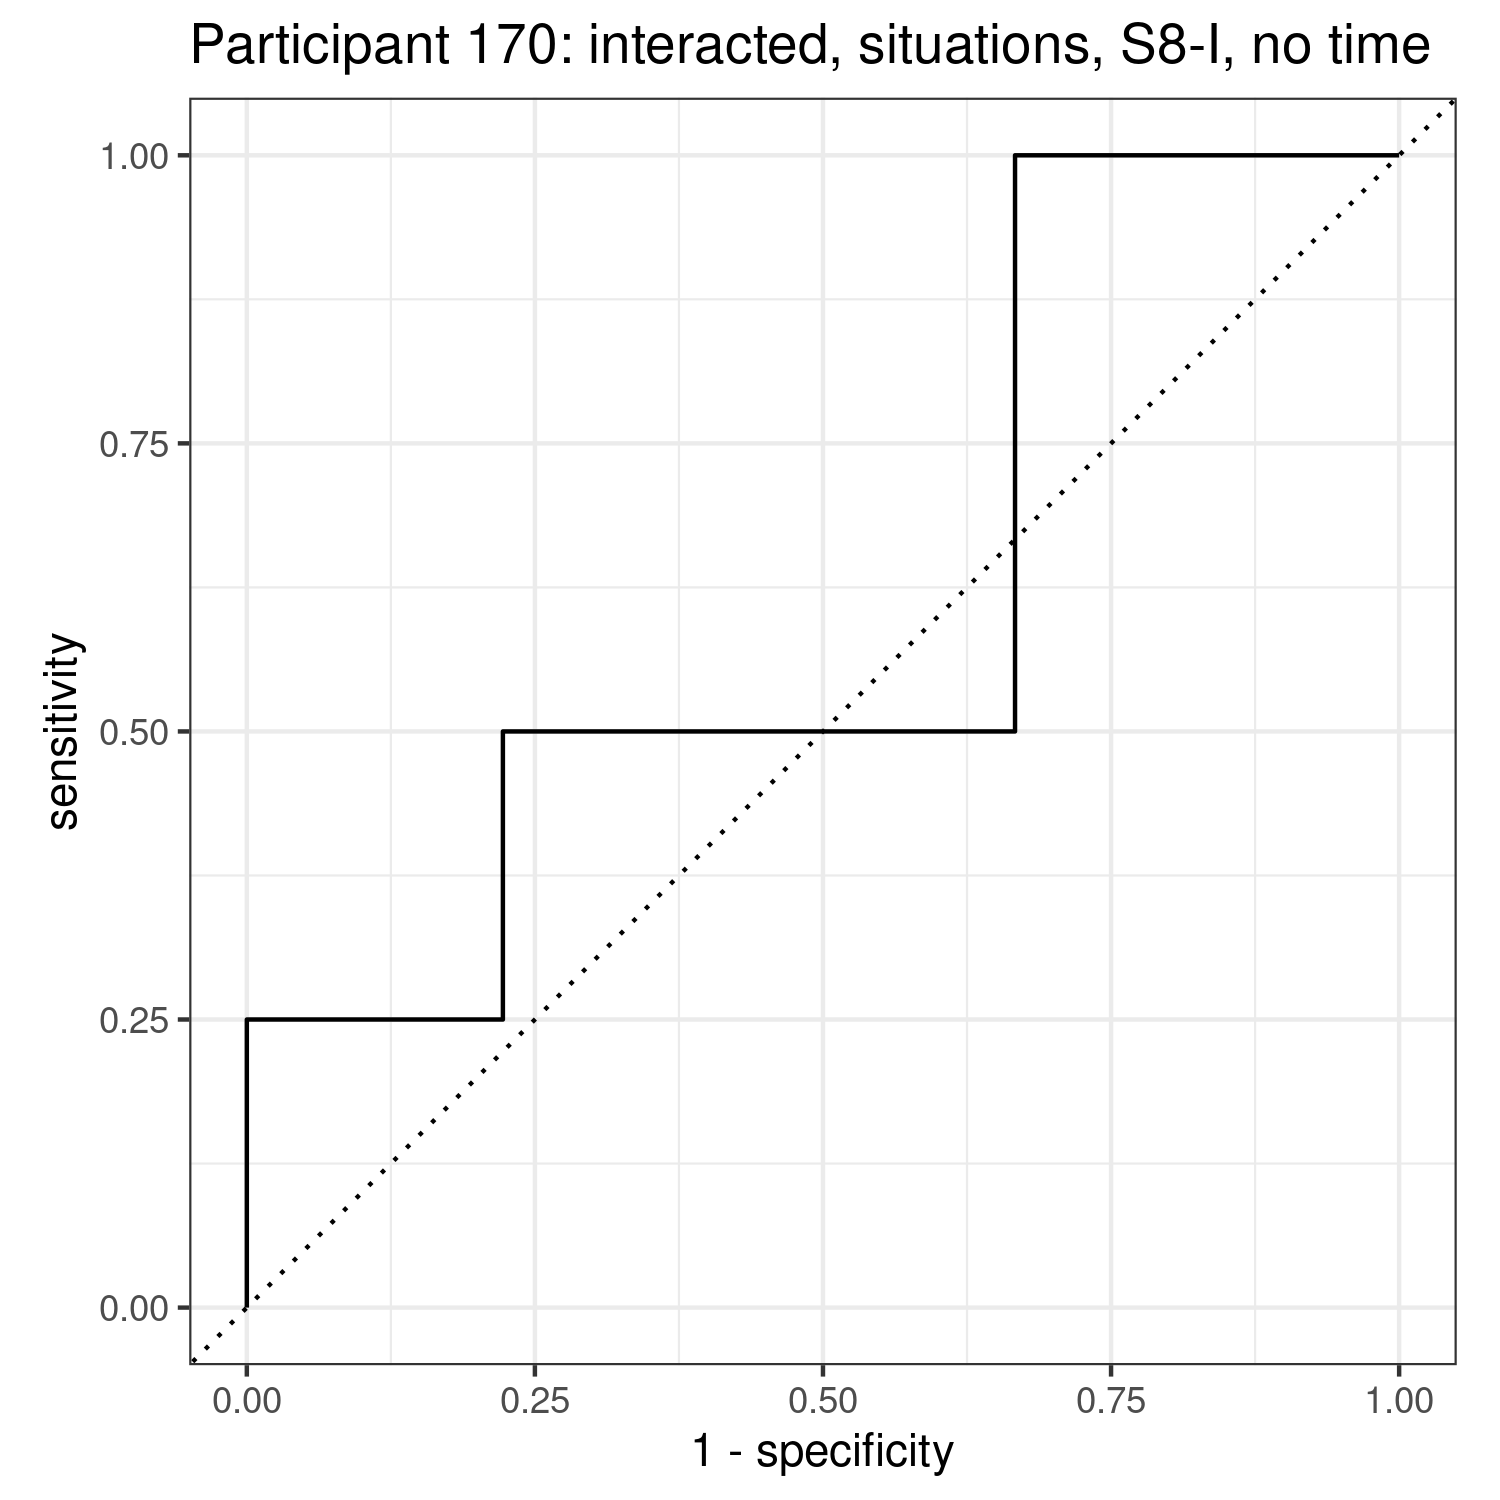 Participant 170: interacted, situations, S8-I, no time
1.00
0.75
0.50
0.25
0.00
sensitivity
0.00 0.25 0.50 0.75 1.00
1 - specificity